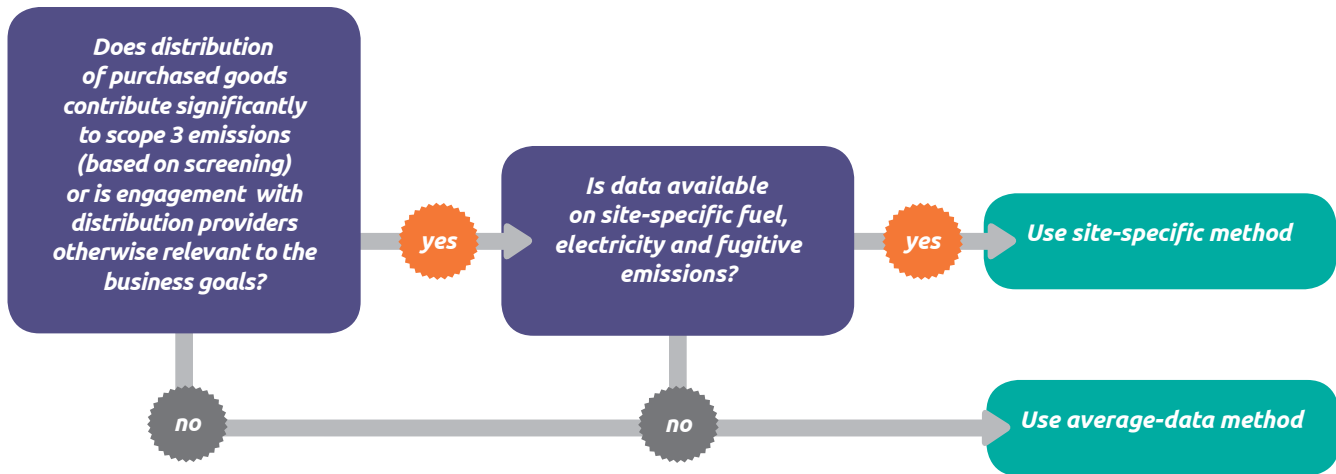 Does distribution
of purchased goods
contribute significantly
to scope 3 emissions
(based on screening)
or is engagement with
distribution providers
otherwise relevant to the
business goals?
yes
Is data available
on site-specific fuel,
electricity and fugitive
emissions?
yes
Use site-specific method
no
no
Use average-data method